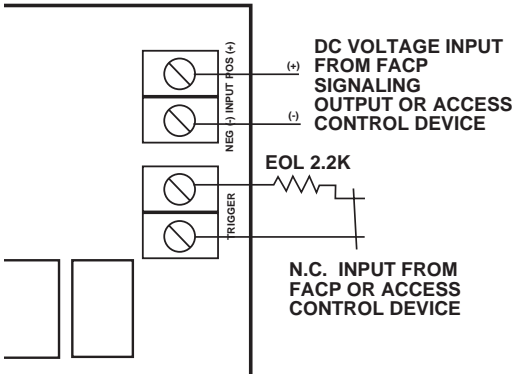 NEG (-) INPUT POS (+)
(+)
(-)
DC VOLTAGE INPUT
FROM FACP
SIGNALING
OUTPUT OR ACCESS
CONTROL DEVICE
TRIGGER
EOL 2.2K
N.C. INPUT FROM
FACP OR ACCESS
CONTROL DEVICE